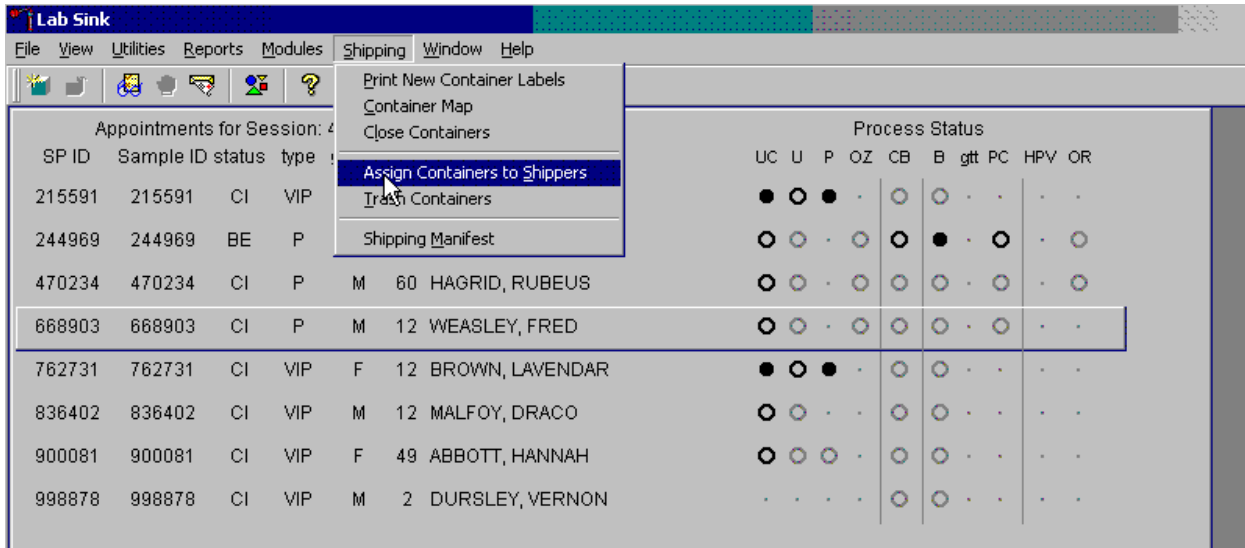 Lab Sink
File View Utilities Reports Modules Shipping Window Help
Print New Container Labels
Container Map
Close Containers
Assign Containers to Shippers
Trash Containers
Shipping Manifest
Appointments for Session: 4
Process Status
SP ID Sample ID status type UC U P OZ CB B gtt PC HPV OR
215591 215591 CI VIP
244969 244969 BE P
470234 470234 CI P M 60 HAGRID, RUBEUS
668903 668903 CI P M 12 WEASLEY, FRED
762731 762731 CI VIP F 12 BROWN, LAVENDAR
836402 836402 CI VIP M 12 MALFOY, DRACO
900081 900081 CI VIP F 49 ABBOTT, HANNAH
998878 998878 CI VIP M 2 DURSLEY, VERNON